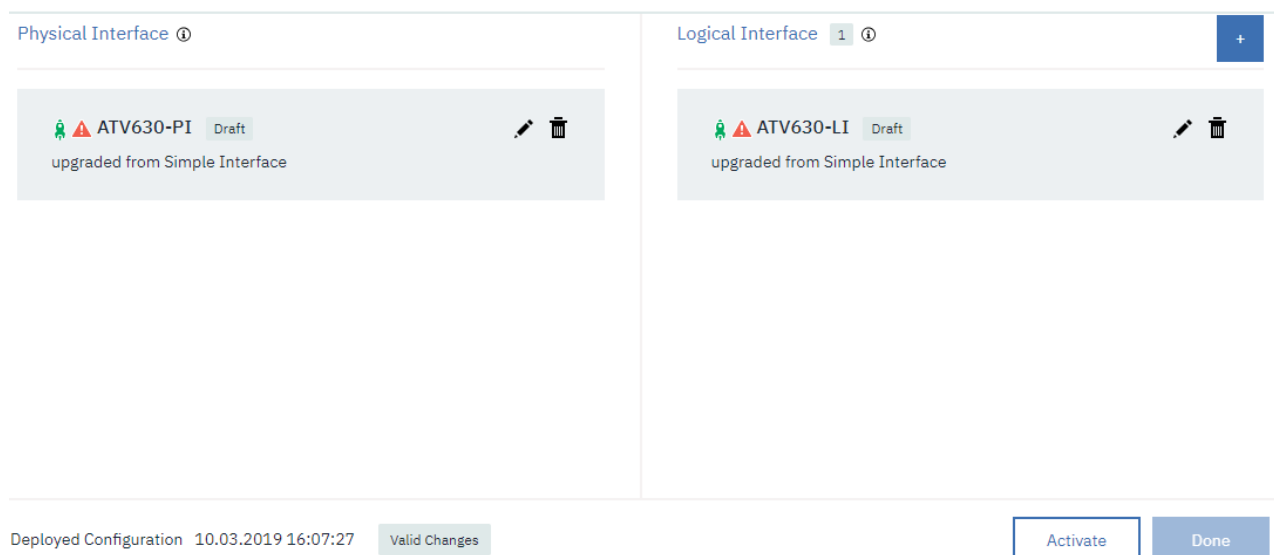 Physical Interface
ATV630-PI Draft
upgraded from Simple Interface
Logical Interface 1
+
ATV630-LI Draft
upgraded from Simple Interface
Deployed Configuration 10.03.2019 16:07:27 Valid Changes
Activate Done